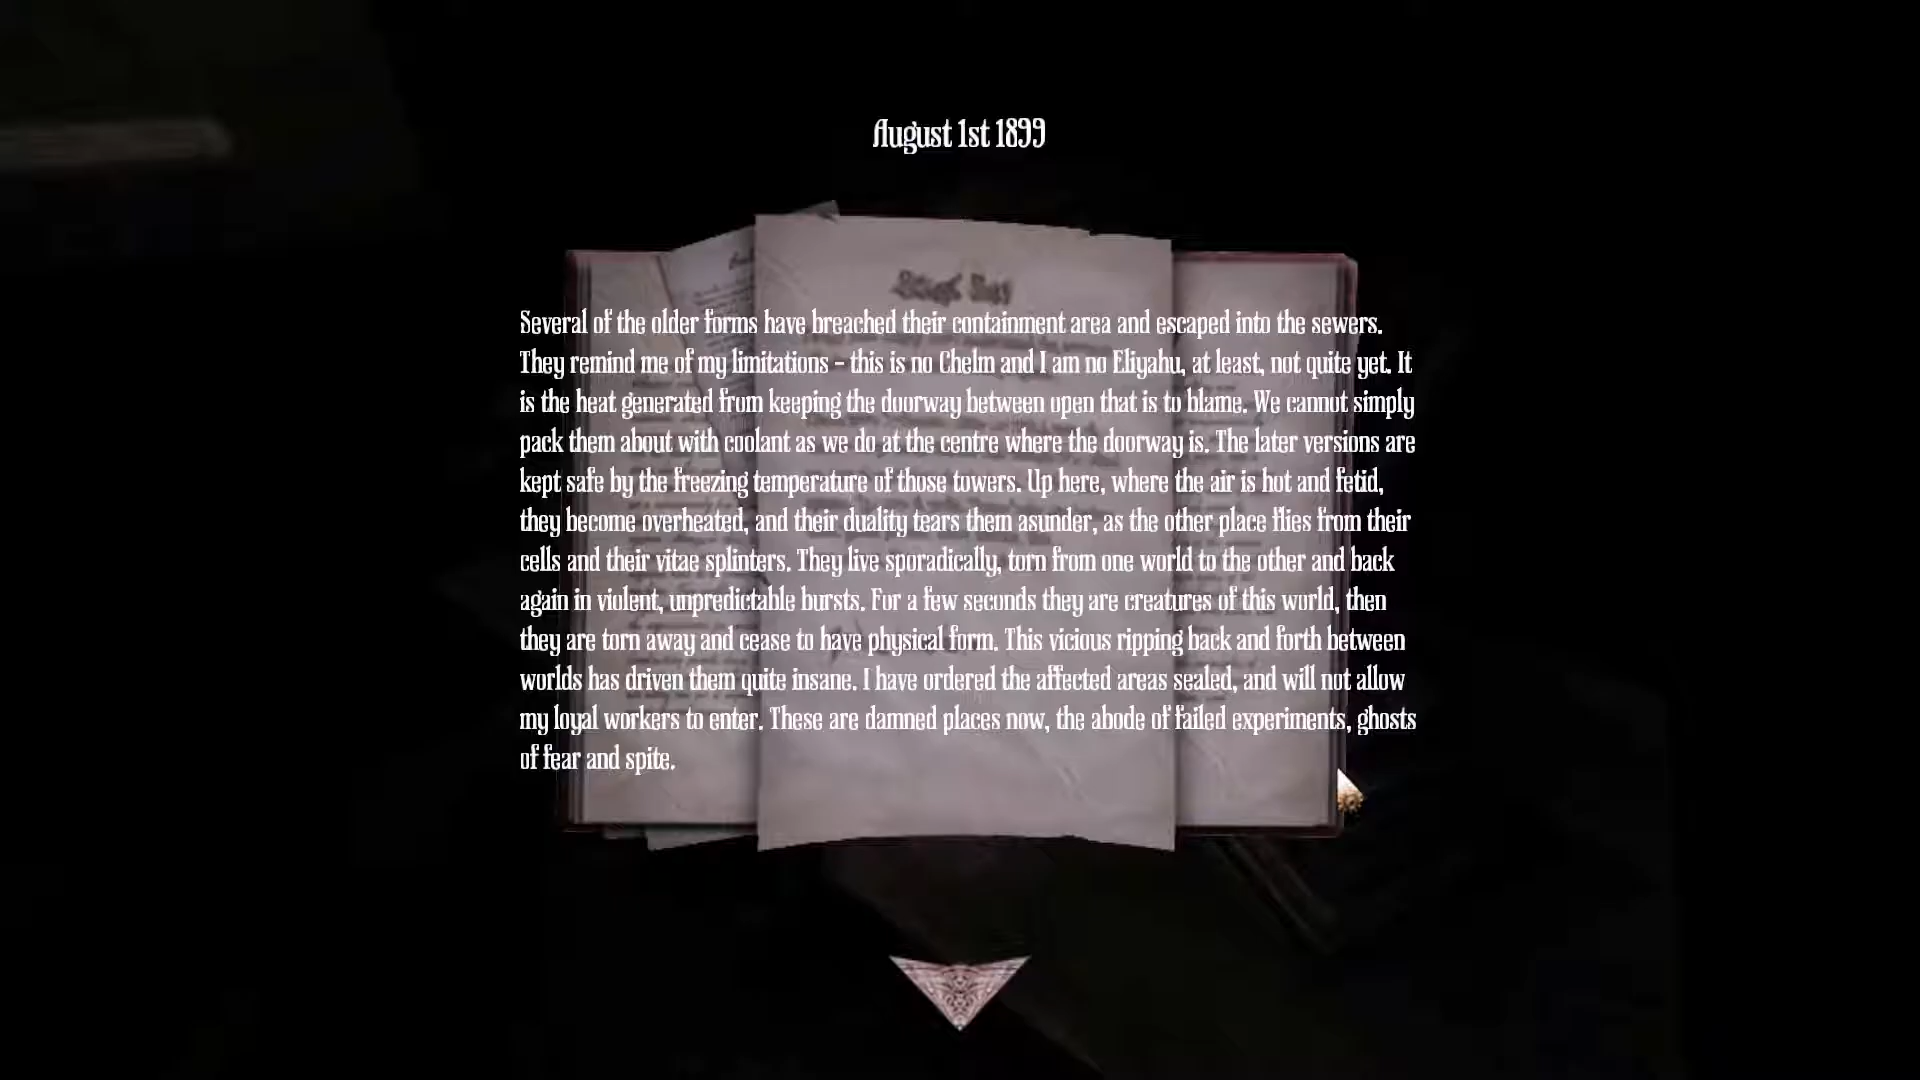 August 1st 1899
Several of the older forms have breached their containment area and escaped into the sewers.
They remind me of my limitations - this is no Chelm and I am no Eliyahu, at least, not quite yet. It
is the heat generated from keeping the doorway between open that is to blame. We cannot simply
pack them about with coolant as we do at the centre where the doorway is. The later versions are
kept safe by the freezing temperature of those towers. Up here, where the air is hot and fetid,
they become overheated, and their duality tears them asunder, as the other place flies from their
cells and their vitae splinters. They live sporadically, torn from one world to the other and back
again in violent, unpredictable bursts. For a few seconds they are creatures of this world, then
they are torn away and cease to have physical form. This vicious ripping back and forth between
worlds has driven them quite insane. I have ordered the affected areas sealed, and will not allow
my loyal workers to enter. These are damned places now, the abode of failed experiments, ghosts
of fear and spite.